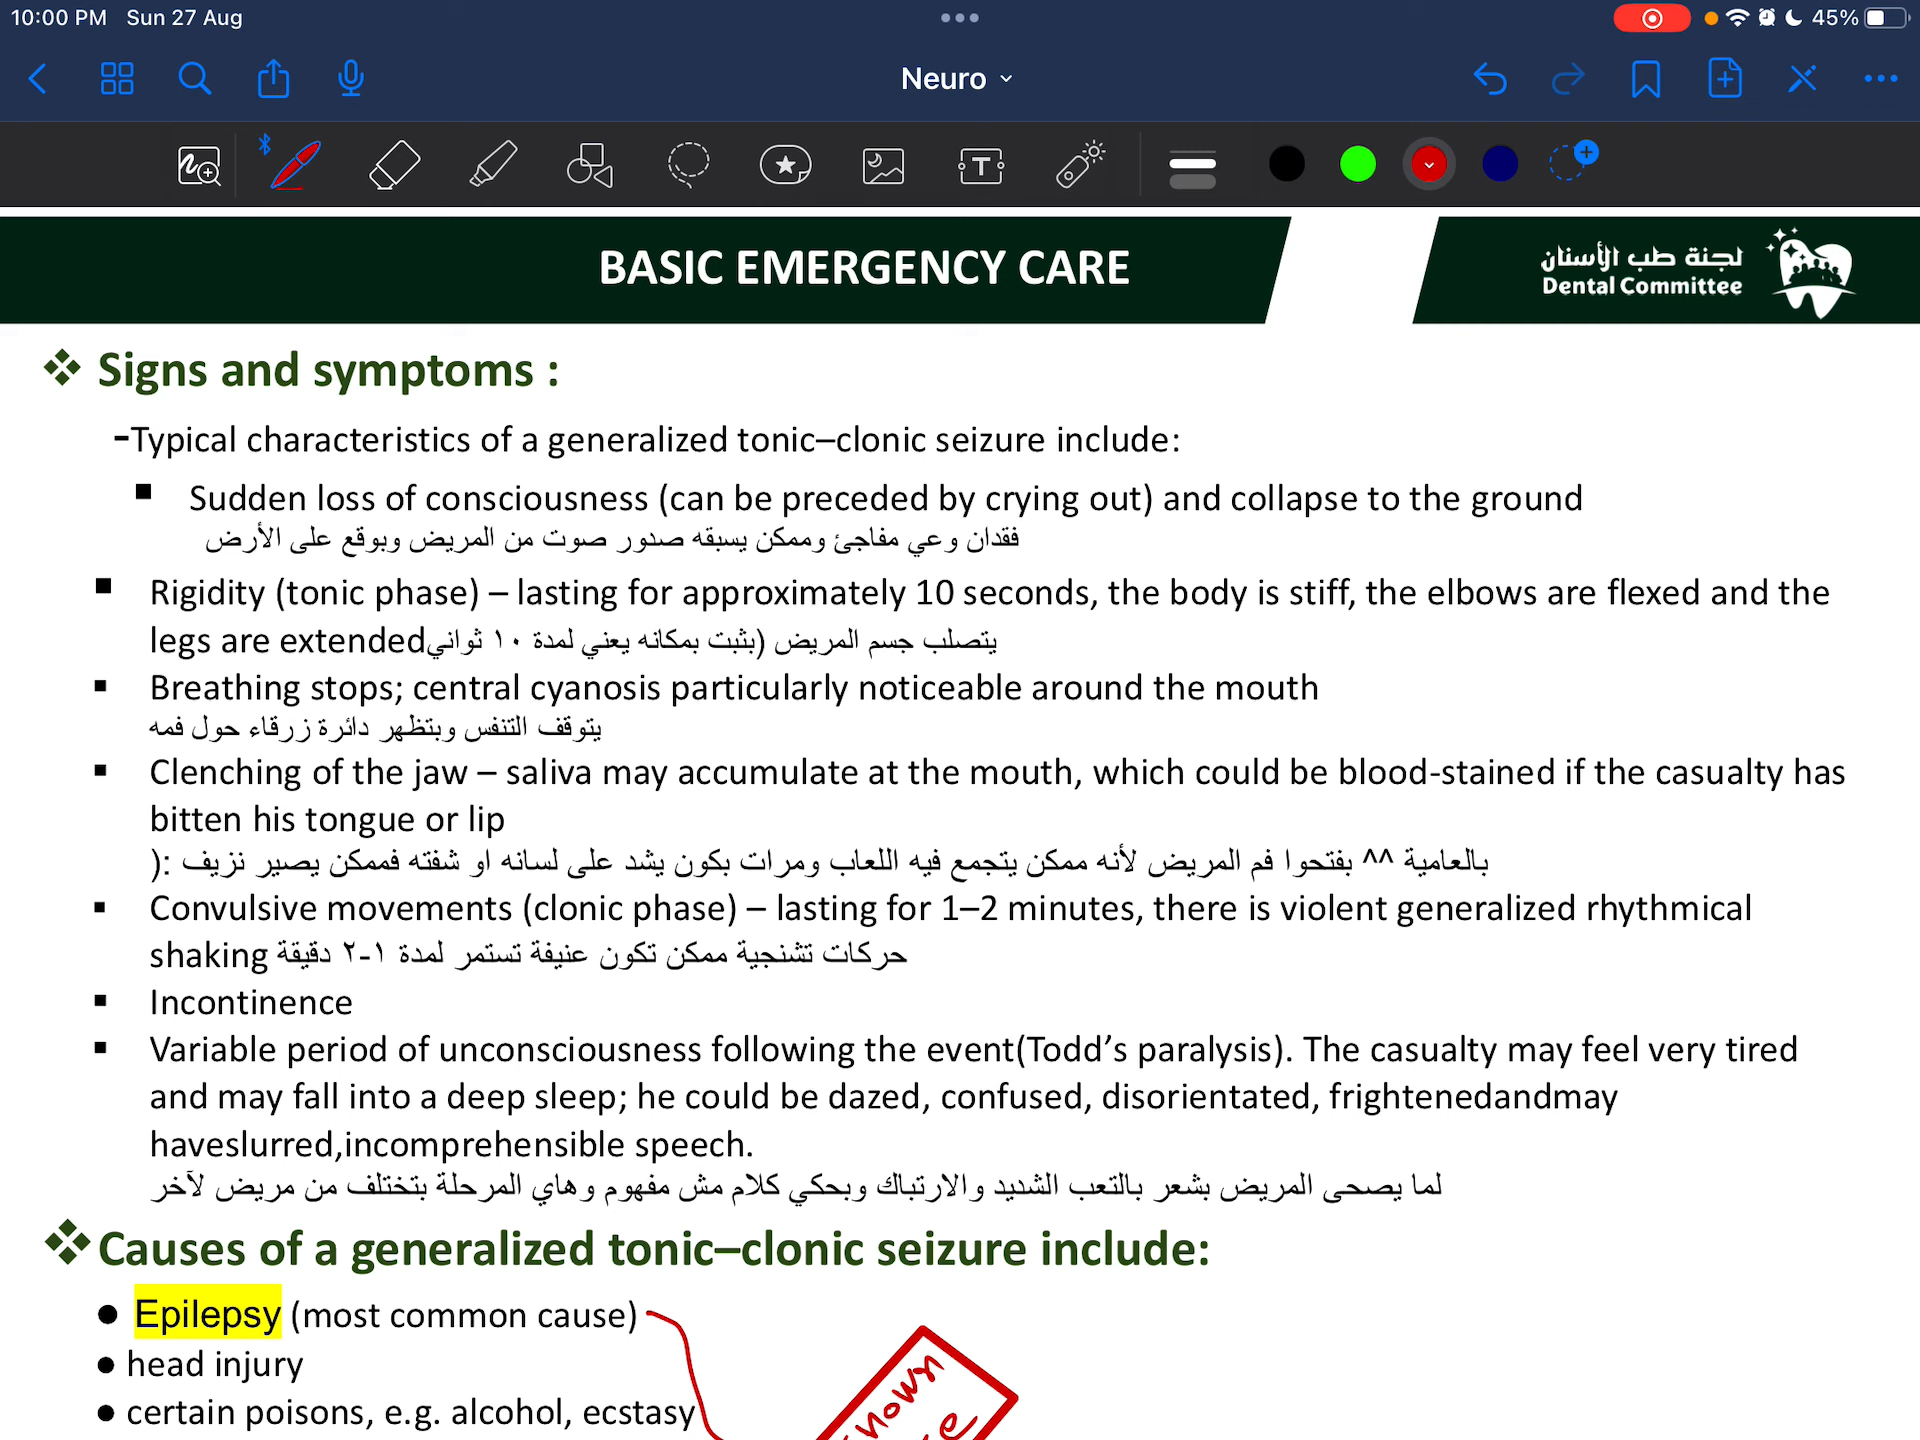 10:00 PM Sun 27 Aug
45%
Neuro
T
BASIC EMERGENCY CARE
لجنة طب الأسنان
Dental Committee
Signs and symptoms :
-Typical characteristics of a generalized tonic–clonic seizure include:
Sudden loss of consciousness (can be preceded by crying out) and collapse to the ground
فقدان وعي مفاجئ وممكن يسبقه صدور صوت من المريض وبوقع على الأرض
Rigidity (tonic phase) – lasting for approximately 10 seconds, the body is stiff, the elbows are flexed and the
legs are extended يتصلب جسم المريض (بثبت بمكانه يعني لمدة ١٠ ثواني
Breathing stops; central cyanosis particularly noticeable around the mouth
يتوقف التنفس وبتظهر دائرة زرقاء حول فمه
Clenching of the jaw – saliva may accumulate at the mouth, which could be blood-stained if the casualty has
bitten his tongue or lip
بالعامية ^^ بفتحوا فم المريض لأنه ممكن يتجمع فيه اللعاب ومرات بكون يشد على لسانه او شفته فممكن يصير نزيف :(
Convulsive movements (clonic phase) – lasting for 1–2 minutes, there is violent generalized rhythmical
shaking حركات تشنجية ممكن تكون عنيفة تستمر لمدة ١-٢ دقيقة
Incontinence
Variable period of unconsciousness following the event(Todd’s paralysis). The casualty may feel very tired
and may fall into a deep sleep; he could be dazed, confused, disorientated, frightenedandmay
haveslurred,incomprehensible speech.
لما يصحى المريض بشعر بالتعب الشديد والارتباك وبحكي كلام مش مفهوم وهاي المرحلة بتختلف من مريض لآخر
Causes of a generalized tonic–clonic seizure include:
Epilepsy (most common cause)
head injury
certain poisons, e.g. alcohol, ecstasy